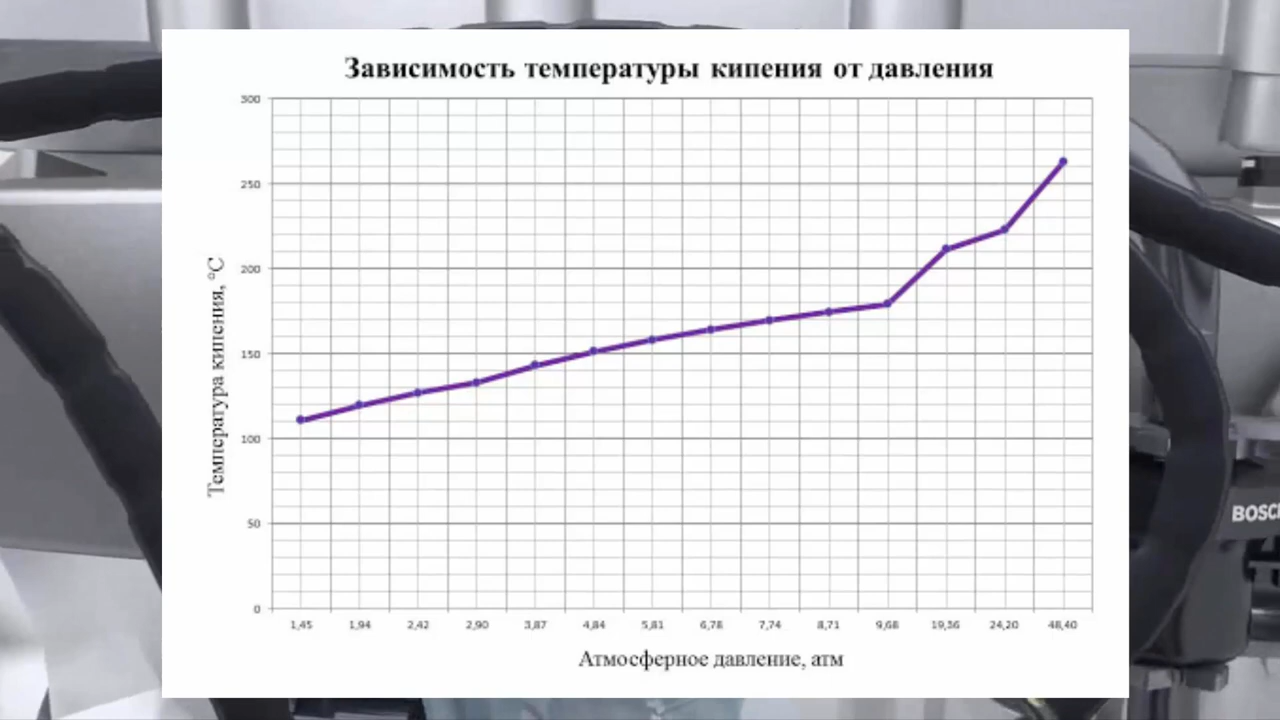 Зависимость температуры кипения от давления
300
250
200
150
100
50
0
Температура кипения, °С
1,45 1,94 2,42 2,90 3,87 4,84 5,81 6,78 7,74 8,71 9,68 19,36 24,20 48,40
Атмосферное давление, атм
BOSC